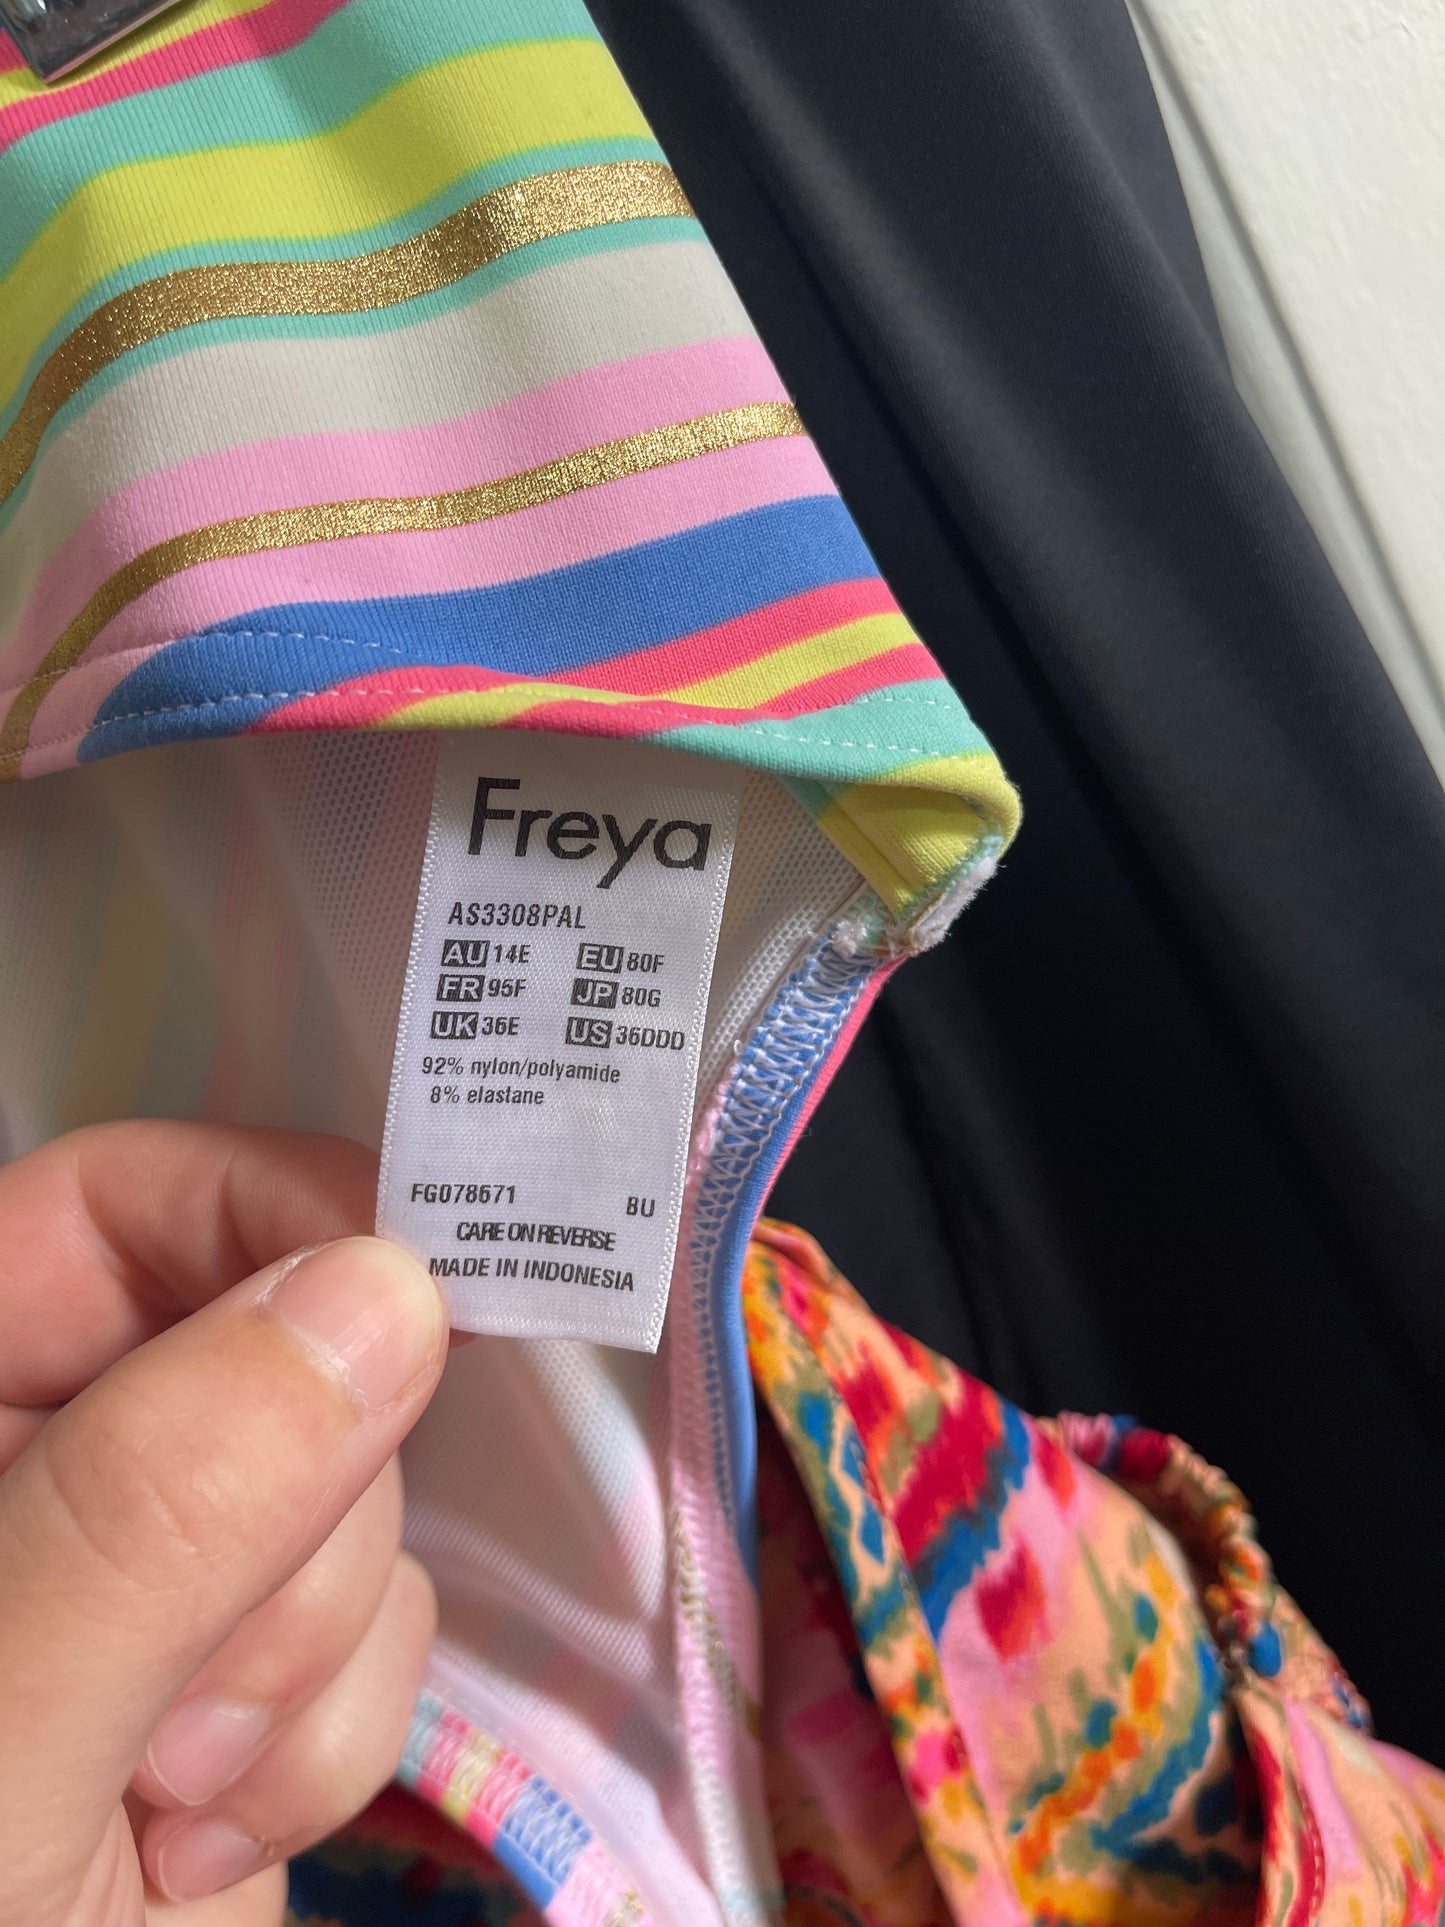 Freya
AS3308PAL
AU 14E EU 80F
FR 95F JP 80G
UK 36E US 36DDD
92% nylon/polyamide
8% elastane
FG078671 BU
CARE ON REVERSE
MADE IN INDONESIA